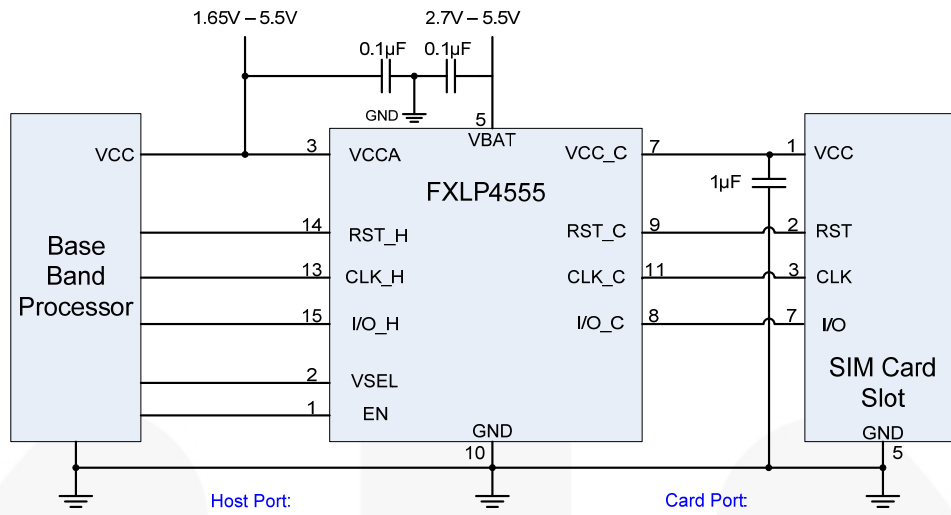 1.65V – 5.5V
2.7V – 5.5V
0.1µF
0.1µF
GND
5
VBAT
VCC
3
VCCA
VCC_C
7
1
VCC
FXLP4555
1µF
14
RST_H
RST_C
9
2
RST
Base
Band
Processor
13
CLK_H
CLK_C
11
3
CLK
15
I/O_H
I/O_C
8
7
I/O
2
VSEL
SIM Card
Slot
1
EN
GND
10
GND
5
Host Port:
Card Port: